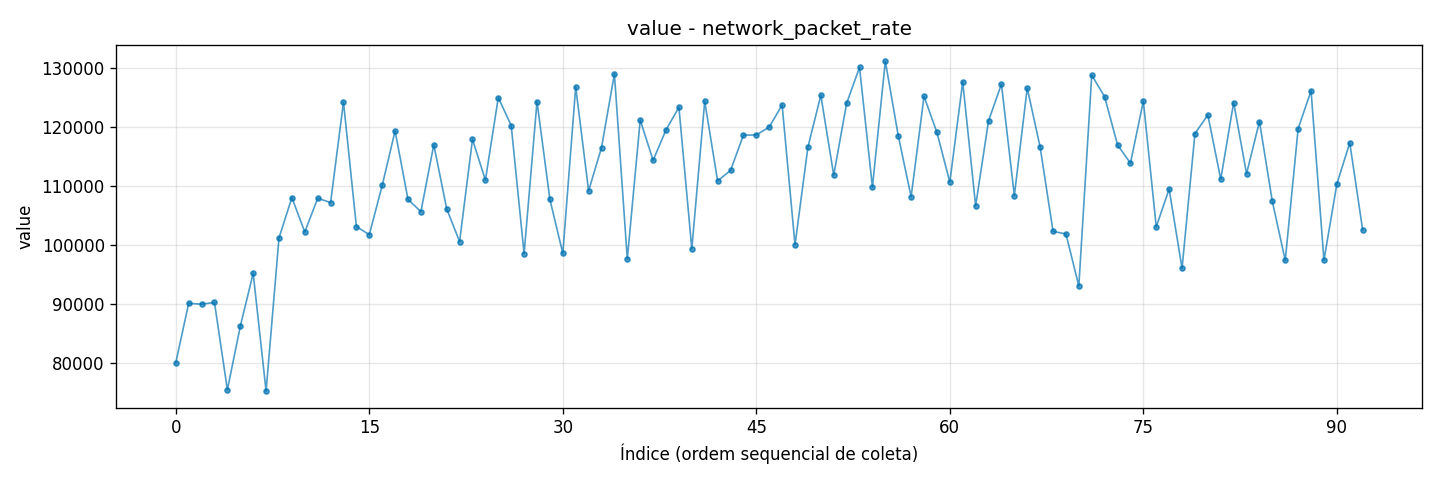 value - network_packet_rate
value
130000
120000
110000
100000
90000
80000
0 15 30 45 60 75 90
Índice (ordem sequencial de coleta)